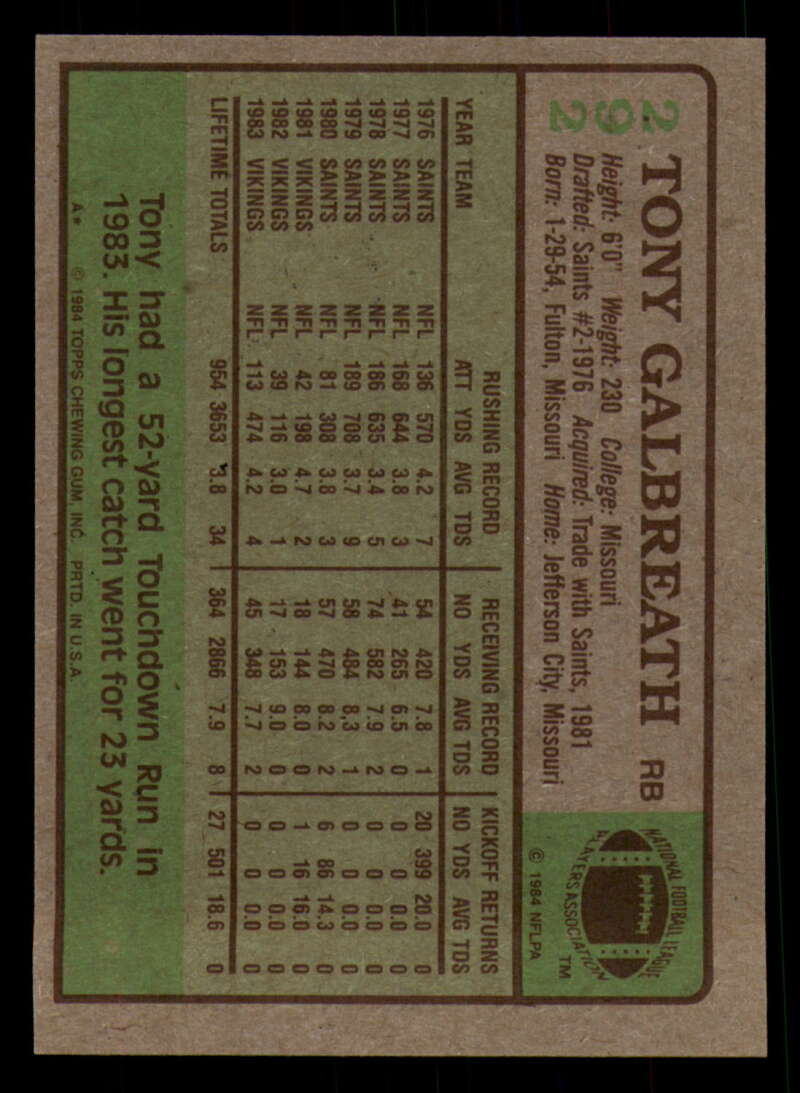 292
TONY GALBREATH RB
Height: 6'0" Weight: 230 College: Missouri
Drafted: Saints #2-1976 Acquired: Trade with Saints, 1981
Born: 1-29-54, Fulton, Missouri Home: Jefferson City, Missouri
NATIONAL FOOTBALL LEAGUE
PLAYERS ASSOCIATION
TM
© 1984 NFLPA
RUSHING RECORD RECEIVING RECORD KICKOFF RETURNS
YEAR TEAM ATT YDS AVG TDS NO YDS AVG TDS NO YDS AVG TDS
1976 SAINTS NFL 136 570 4.2 7 54 420 7.8 1 20 399 20.0 0
1977 SAINTS NFL 168 644 3.8 3 41 265 6.5 0 0 0 0.0 0
1978 SAINTS NFL 186 635 3.4 5 74 582 7.9 2 0 0 0.0 0
1979 SAINTS NFL 189 708 3.7 9 58 484 8.3 1 0 0 0.0 0
1980 SAINTS NFL 81 308 3.8 3 57 470 8.2 2 6 86 14.3 0
1981 VIKINGS NFL 42 198 4.7 2 18 144 8.0 0 1 16 16.0 0
1982 VIKINGS NFL 39 116 3.0 1 17 153 9.0 0 0 0 0.0 0
1983 VIKINGS NFL 113 474 4.2 4 45 348 7.7 2 0 0 0.0 0
LIFETIME TOTALS 954 3653 3.8 34 364 2866 7.9 8 27 501 18.6 0
Tony had a 52-yard Touchdown Run in
1983. His longest catch went for 23 yards.
A* © 1984 TOPPS CHEWING GUM, INC. PRTD. IN U.S.A.